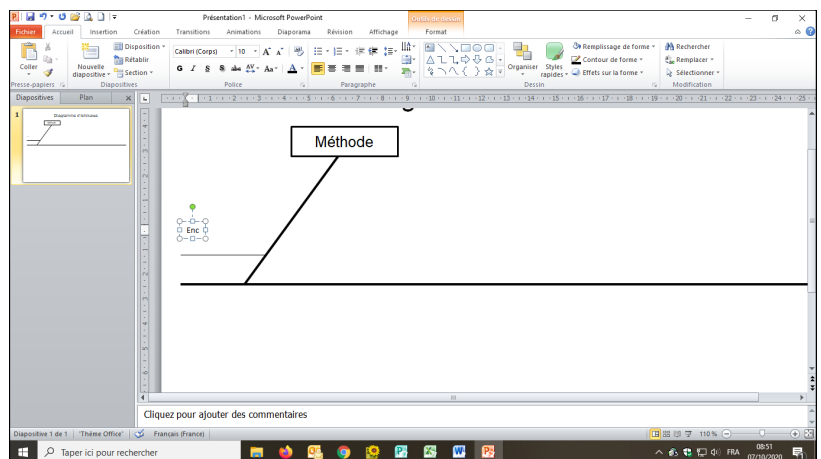 Présentation1 - Microsoft PowerPoint
Outils de dessin
Fichier Accueil Insertion Création Transitions Animations Diaporama Révision Affichage Format
Coller
Nouvelle diapositive
Disposition
Rétablir
Section
Calibri (Corps) 10
G I S S abc AV Aa A
Organiser
Styles rapides
Remplissage de forme
Contour de forme
Effets sur la forme
Rechercher
Remplacer
Sélectionner
Presse-papiers Diapositives Police Paragraphe Dessin Modification
Diapositives Plan
1
Diagramme d'Ishikawa
Méthode
Enc
Cliquez pour ajouter des commentaires
Diapositive 1 de 1 "Thème Office" Français (France) 110 %
Taper ici pour rechercher
FRA
08:51
07/10/2020